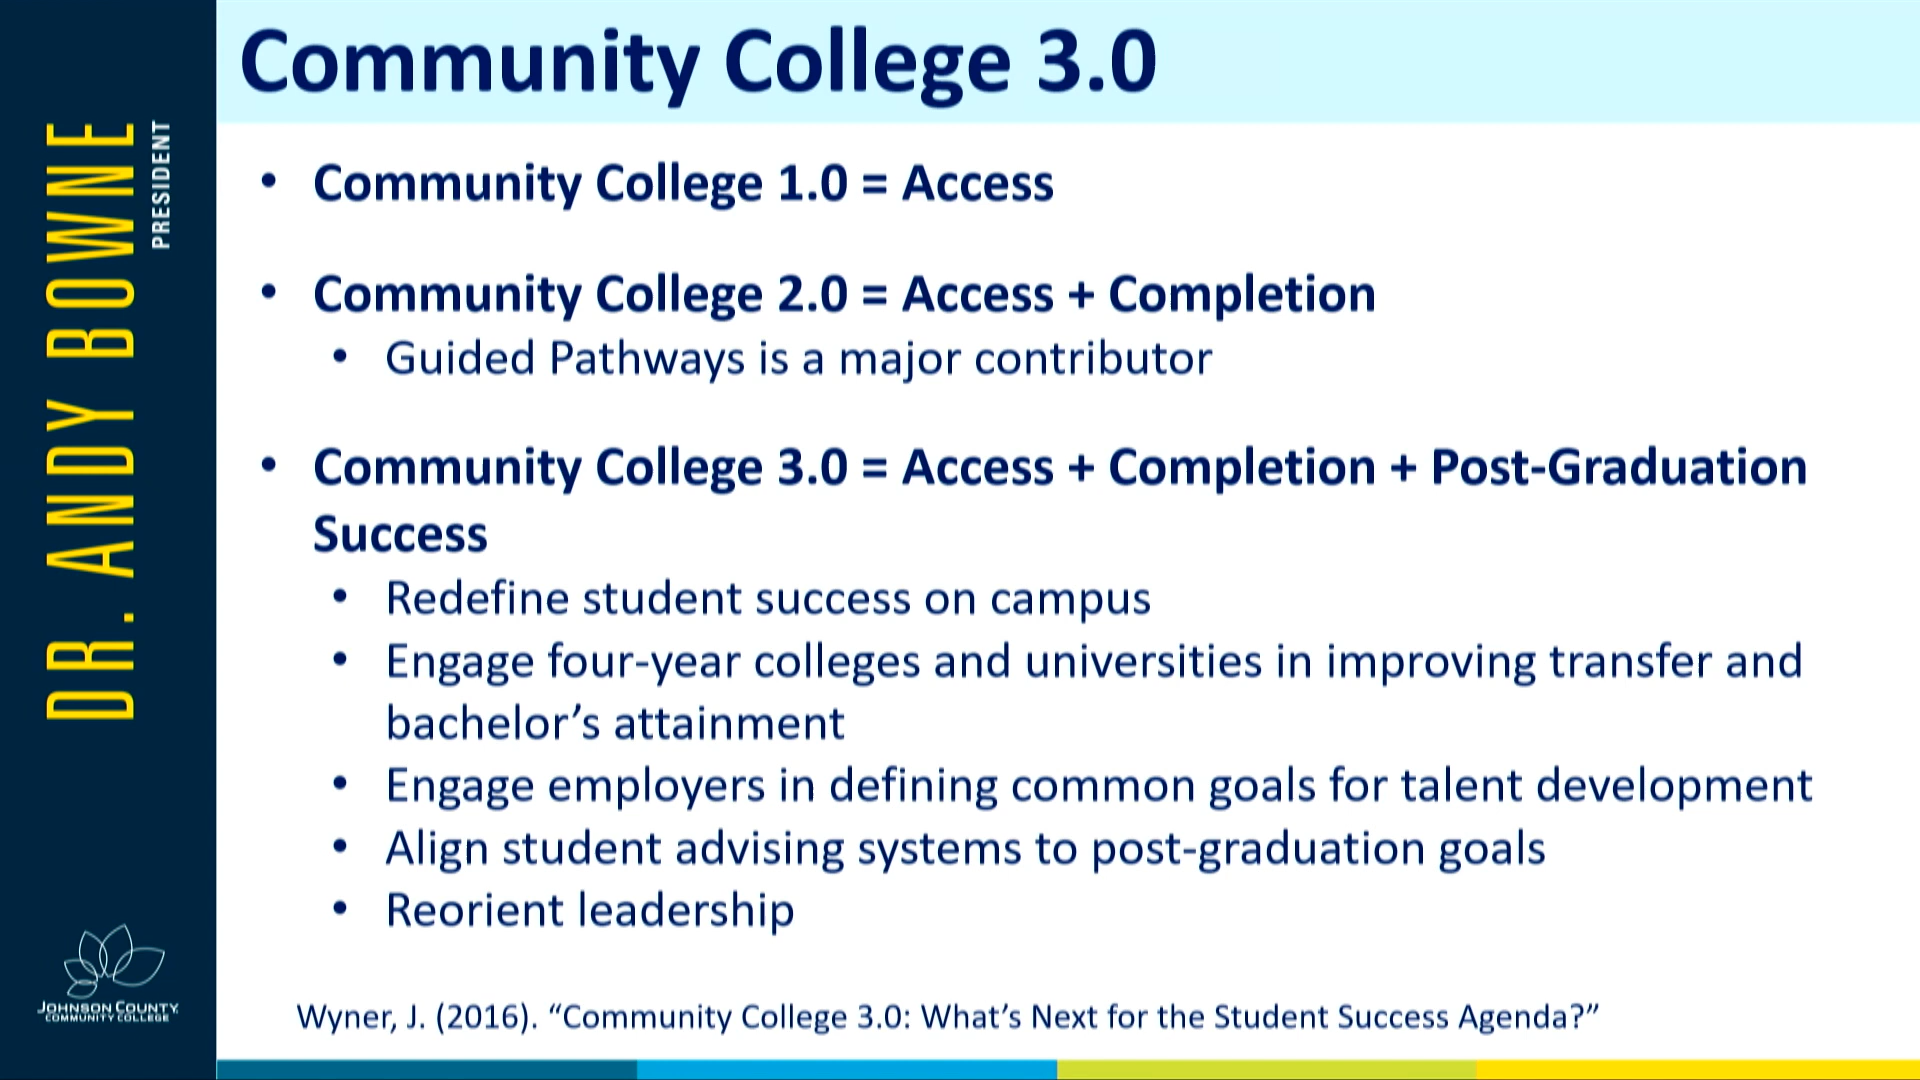 Community College 3.0
• Community College 1.0 = Access
• Community College 2.0 = Access + Completion
• Guided Pathways is a major contributor
• Community College 3.0 = Access + Completion + Post-Graduation
Success
• Redefine student success on campus
• Engage four-year colleges and universities in improving transfer and
bachelor’s attainment
• Engage employers in defining common goals for talent development
• Align student advising systems to post-graduation goals
• Reorient leadership
Wyner, J. (2016). “Community College 3.0: What’s Next for the Student Success Agenda?”
DR. ANDY BOWNE
PRESIDENT
JOHNSON COUNTY
COMMUNITY COLLEGE